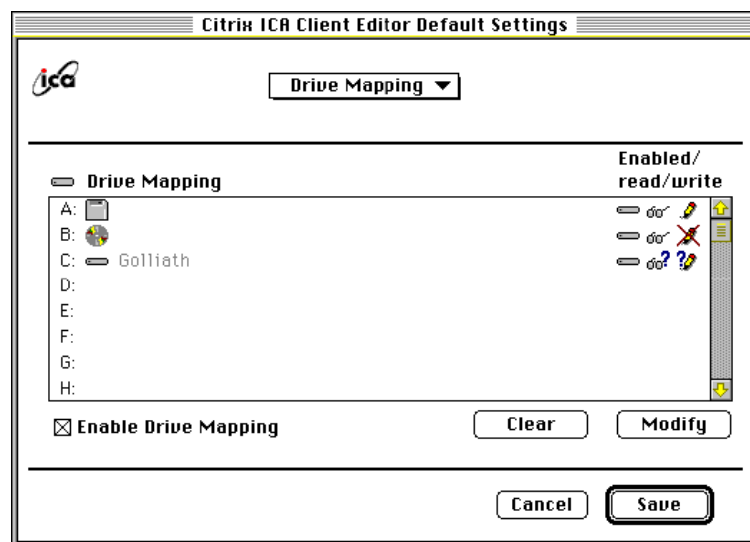 Citrix ICA Client Editor Default Settings
ica
Drive Mapping
Enabled/
Drive Mapping read/write
A:
B:
C: Golliath
D:
E:
F:
G:
H:
Enable Drive Mapping Clear Modify
Cancel Save